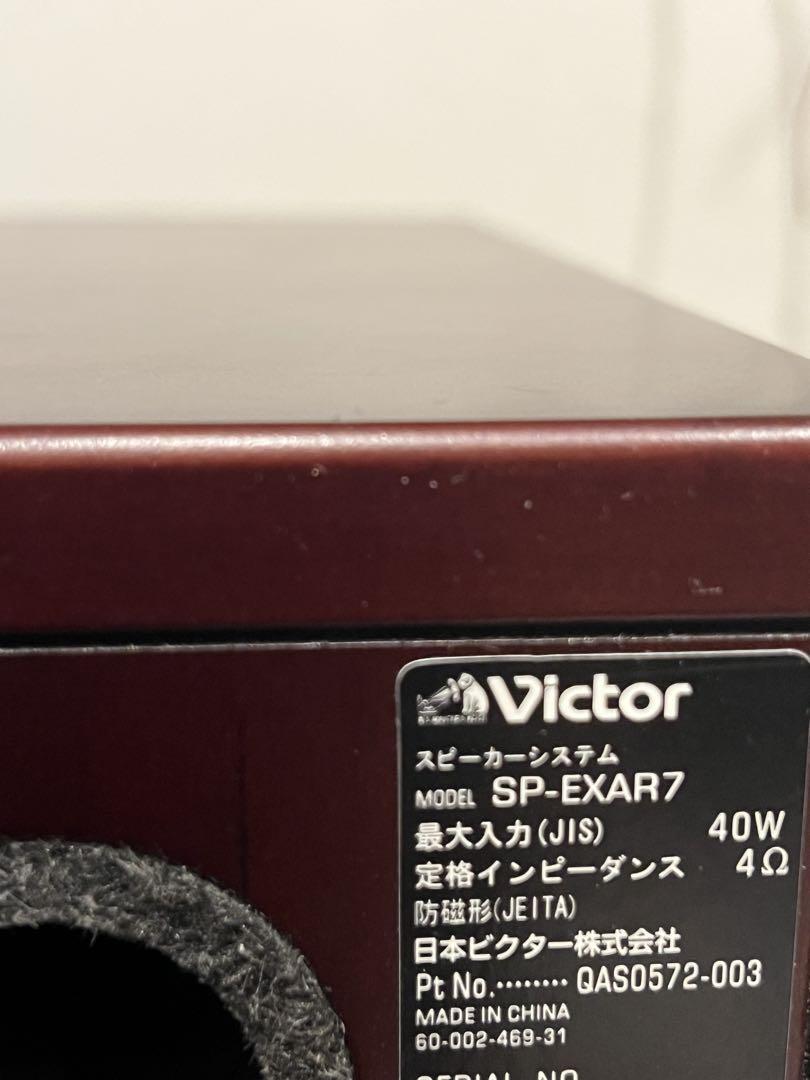 Victor
スピーカーシステム
MODEL SP-EXAR7
最大入力(JIS) 40W
定格インピーダンス 4Ω
防磁形(JEITA)
日本ビクター株式会社
Pt No.········ QAS0572-003
MADE IN CHINA
60-002-469-31
SERIAL NO